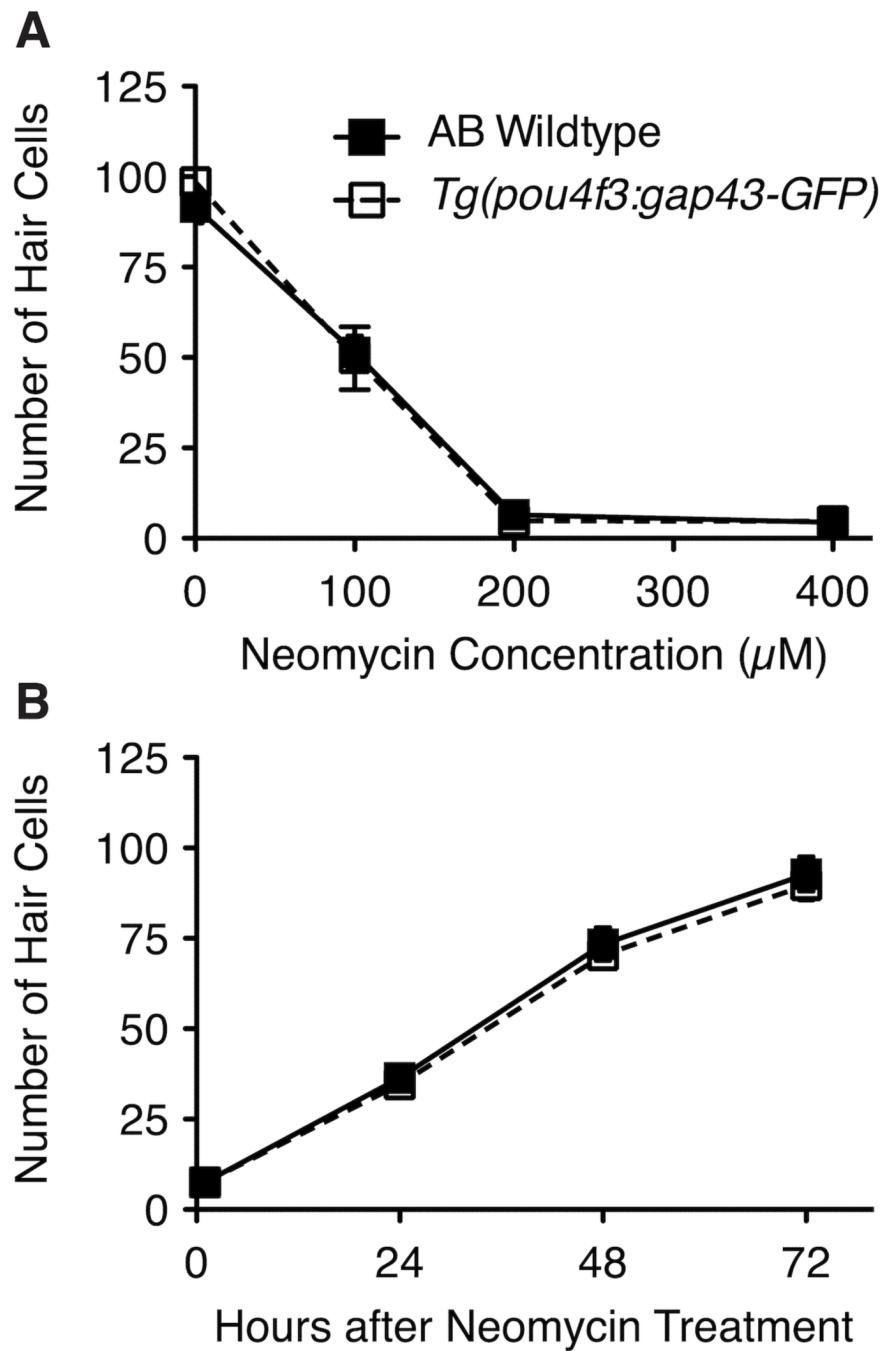 A
Number of Hair Cells
125
100
75
50
25
0
AB Wildtype
Tg(pou4f3:gap43-GFP)
0 100 200 300 400
Neomycin Concentration (µM)
B
Number of Hair Cells
125
100
75
50
25
0
0 24 48 72
Hours after Neomycin Treatment